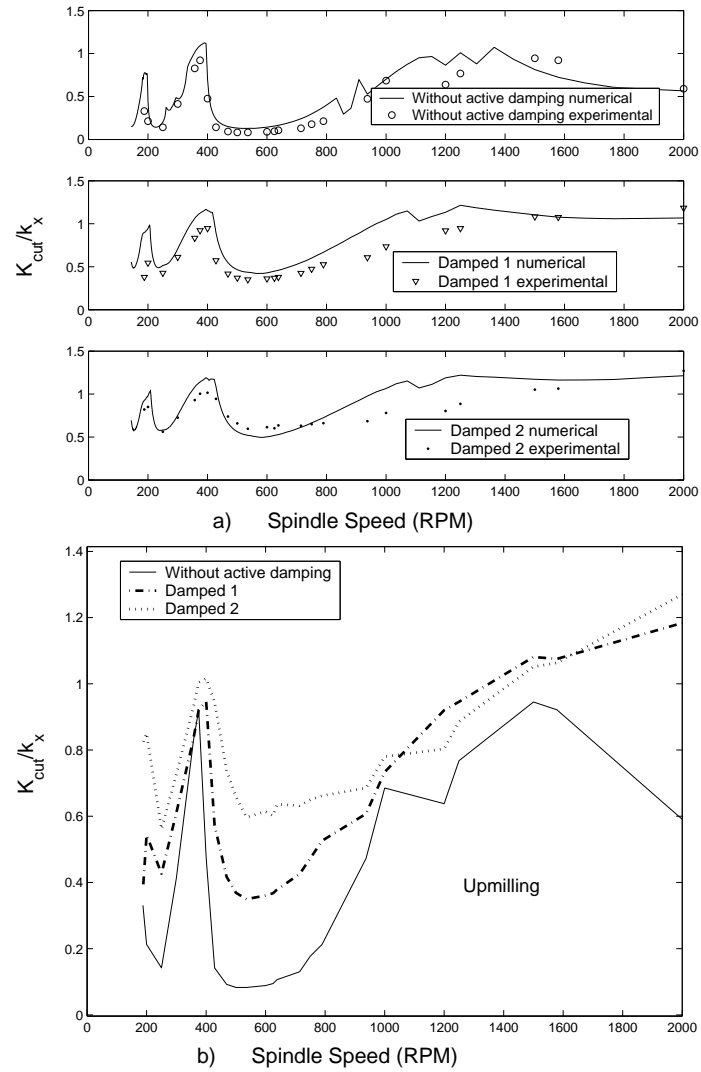 1.5
1
0.5
0
0 200 400 600 800 1000 1200 1400 1600 1800 2000
Without active damping numerical
Without active damping experimental
1.5
1
0.5
0
0 200 400 600 800 1000 1200 1400 1600 1800 2000
K_cut/k_x
Damped 1 numerical
Damped 1 experimental
1.5
1
0.5
0
0 200 400 600 800 1000 1200 1400 1600 1800 2000
Damped 2 numerical
Damped 2 experimental
a) Spindle Speed (RPM)
1.4
1.2
1
0.8
0.6
0.4
0.2
0
K_cut/k_x
Without active damping
Damped 1
Damped 2
Upmilling
0 200 400 600 800 1000 1200 1400 1600 1800 2000
b) Spindle Speed (RPM)